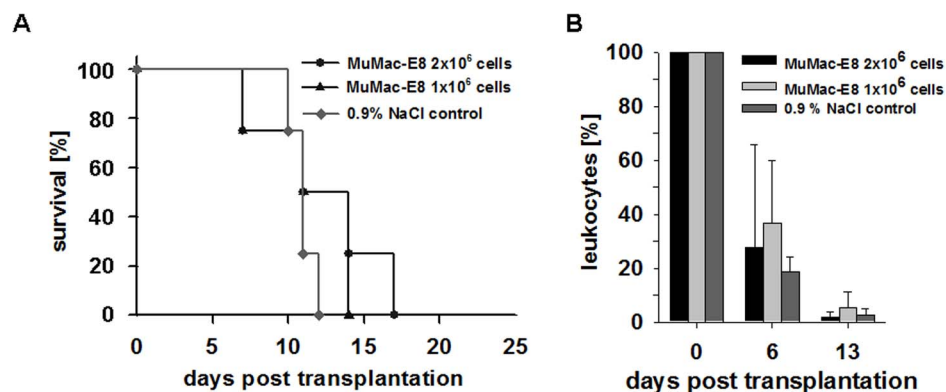 A
survival [%]
100
80
60
40
20
0
MuMac-E8 2x10⁶ cells
MuMac-E8 1x10⁶ cells
0.9% NaCl control
0 5 10 15 20 25
days post transplantation
B
leukocytes [%]
100
80
60
40
20
0
MuMac-E8 2x10⁶ cells
MuMac-E8 1x10⁶ cells
0.9% NaCl control
0 6 13
days post transplantation